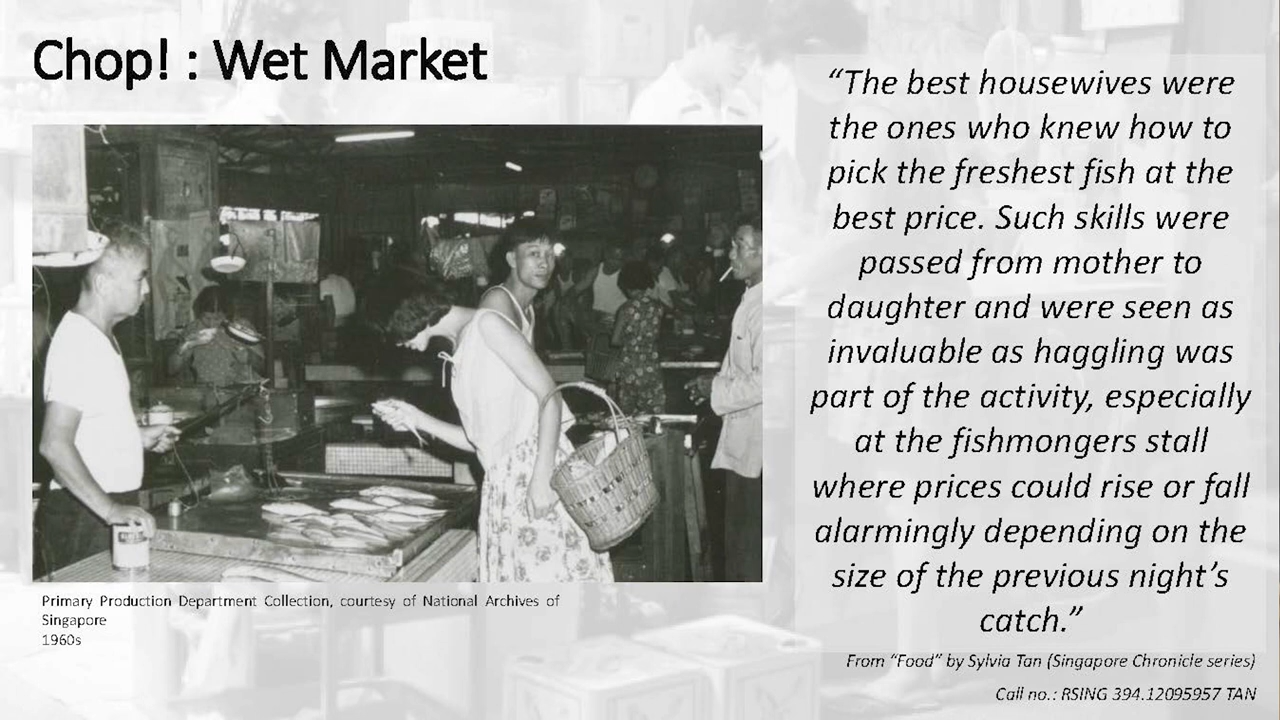 Chop! : Wet Market
“The best housewives were
the ones who knew how to
pick the freshest fish at the
best price. Such skills were
passed from mother to
daughter and were seen as
invaluable as haggling was
part of the activity, especially
at the fishmongers stall
where prices could rise or fall
alarmingly depending on the
size of the previous night’s
catch.”
From “Food” by Sylvia Tan (Singapore Chronicle series)
Call no.: RSING 394.12095957 TAN
Primary Production Department Collection, courtesy of National Archives of
Singapore
1960s